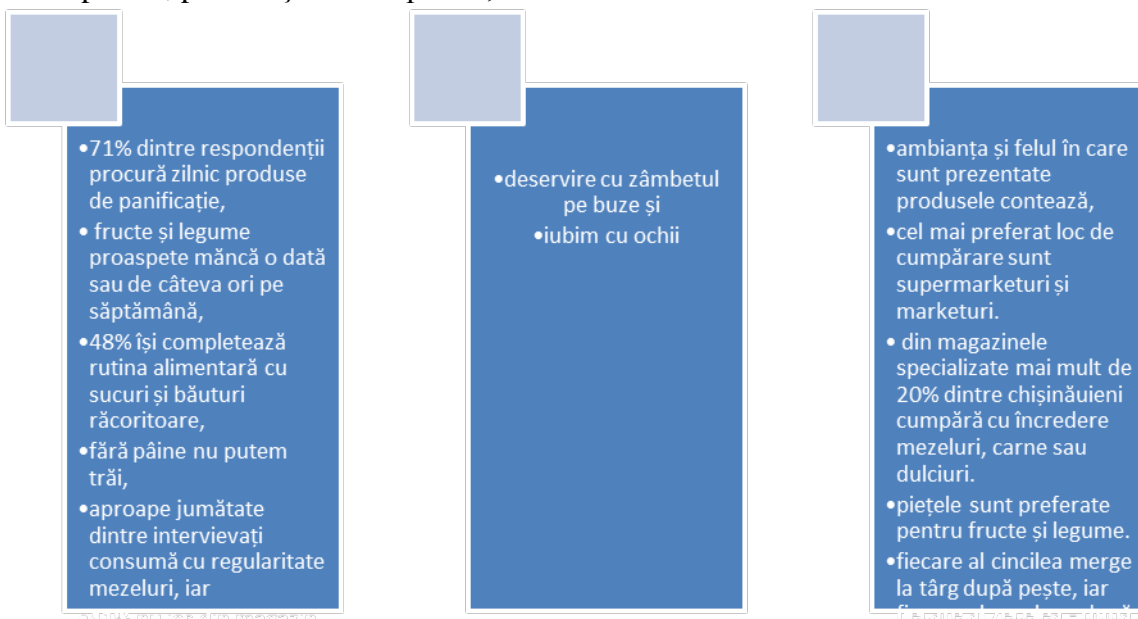 •71% dintre respondenții
procură zilnic produse
de panificație,
• fructe și legume
proaspete măncă o dată
sau de câteva ori pe
săptămână,
•48% își completează
rutina alimentară cu
sucuri și băuturi
răcoritoare,
•fără pâine nu putem
trăi,
•aproape jumătate
dintre intervievați
consumă cu regularitate
mezeluri, iar
•deservire cu zâmbetul
pe buze și
•iubim cu ochii
•ambianța și felul în care
sunt prezentate
produsele contează,
•cel mai preferat loc de
cumpărare sunt
supermarketuri și
marketuri.
• din magazinele
specializate mai mult de
20% dintre chișinăuieni
cumpără cu încredere
mezeluri, carne sau
dulciuri.
•piețele sunt preferate
pentru fructe și legume.
•fiecare al cincilea merge
la târg după pește, iar